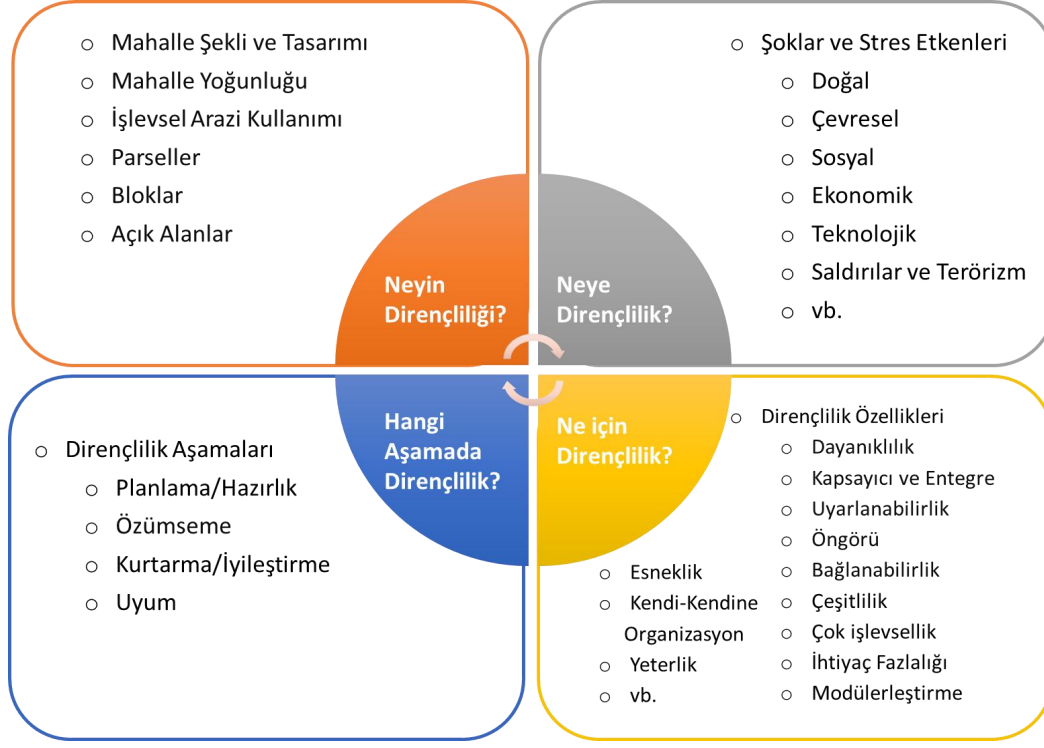 ○ Mahalle Şekli ve Tasarımı
○ Mahalle Yoğunluğu
○ İşlevsel Arazi Kullanımı
○ Parseller
○ Bloklar
○ Açık Alanlar
Neyin
Dirençliliği?
○ Şoklar ve Stres Etkenleri
○ Doğal
○ Çevresel
○ Sosyal
○ Ekonomik
○ Teknolojik
○ Saldırılar ve Terörizm
○ vb.
Neye
Dirençlilik?
○ Dirençlilik Aşamaları
○ Planlama/Hazırlık
○ Özümseme
○ Kurtarma/İyileştirme
○ Uyum
Hangi
Aşamada
Dirençlilik?
Ne için
Dirençlilik?
○ Dirençlilik Özellikleri
○ Dayanıklılık
○ Kapsayıcı ve Entegre
○ Uyarlanabilirlik
○ Öngörü
○ Bağlanabilirlik
○ Çeşitlilik
○ Çok işlevsellik
○ İhtiyaç Fazlalığı
○ Modülerleştirme
○ Esneklik
○ Kendi-Kendine
Organizasyon
○ Yeterlik
○ vb.